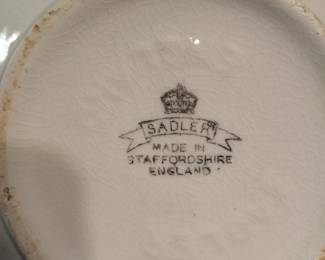 SADLER
MADE IN
STAFFORDSHIRE
ENGLAND